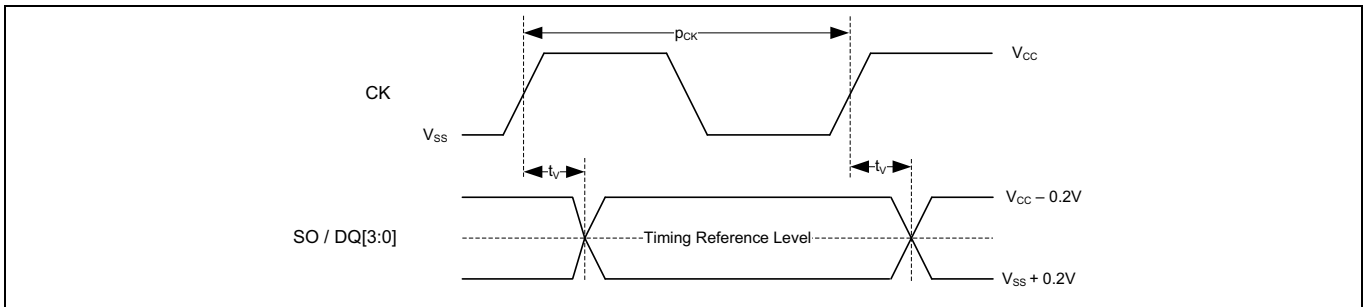 pCK
VCC
CK
VSS
tV
tV
VCC – 0.2V
SO / DQ[3:0]
Timing Reference Level
VSS + 0.2V